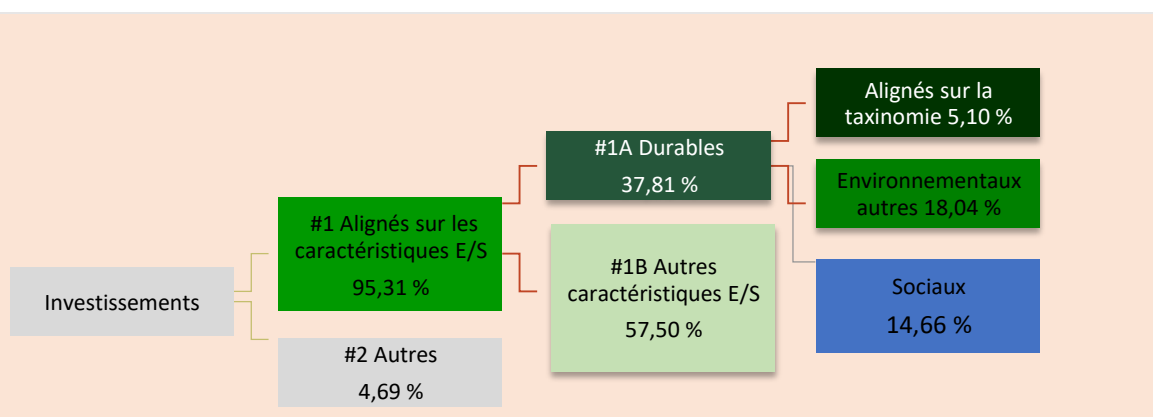 Investissements
#1 Alignés sur les
caractéristiques E/S
95,31 %
#2 Autres
4,69 %
#1A Durables
37,81 %
#1B Autres
caractéristiques E/S
57,50 %
Alignés sur la
taxinomie 5,10 %
Environnementaux
autres 18,04 %
Sociaux
14,66 %